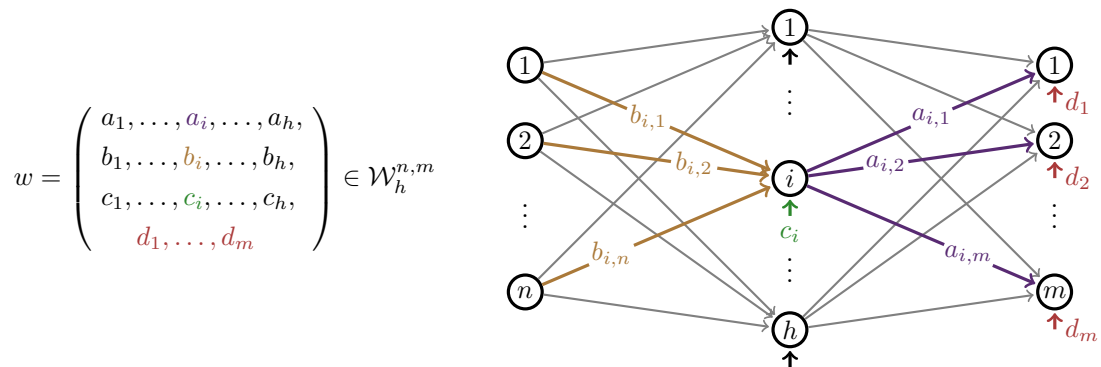 w = ( a_1, ..., a_i, ..., a_h,
b_1, ..., b_i, ..., b_h,
c_1, ..., c_i, ..., c_h,
d_1, ..., d_m ) ∈ 𝒲_h^{n,m}
1
2
⋮
n
b_{i,1}
b_{i,2}
b_{i,n}
1
⋮
i
c_i
⋮
h
a_{i,1}
a_{i,2}
a_{i,m}
1
d_1
2
d_2
⋮
m
d_m